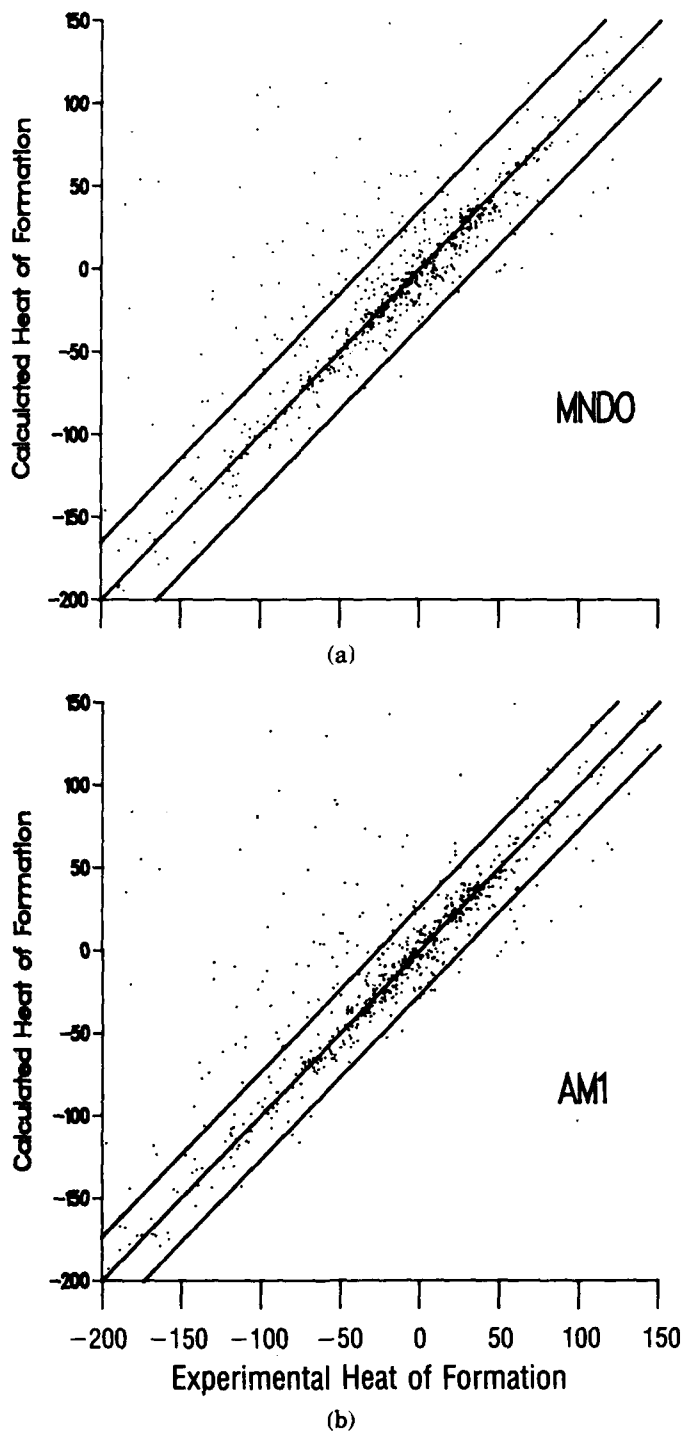 150
100
50
0
-50
-100
-150
-200
Calculated Heat of Formation
MNDO
(a)
150
100
50
0
-50
-100
-150
-200
Calculated Heat of Formation
AM1
-200 -150 -100 -50 0 50 100 150
Experimental Heat of Formation
(b)